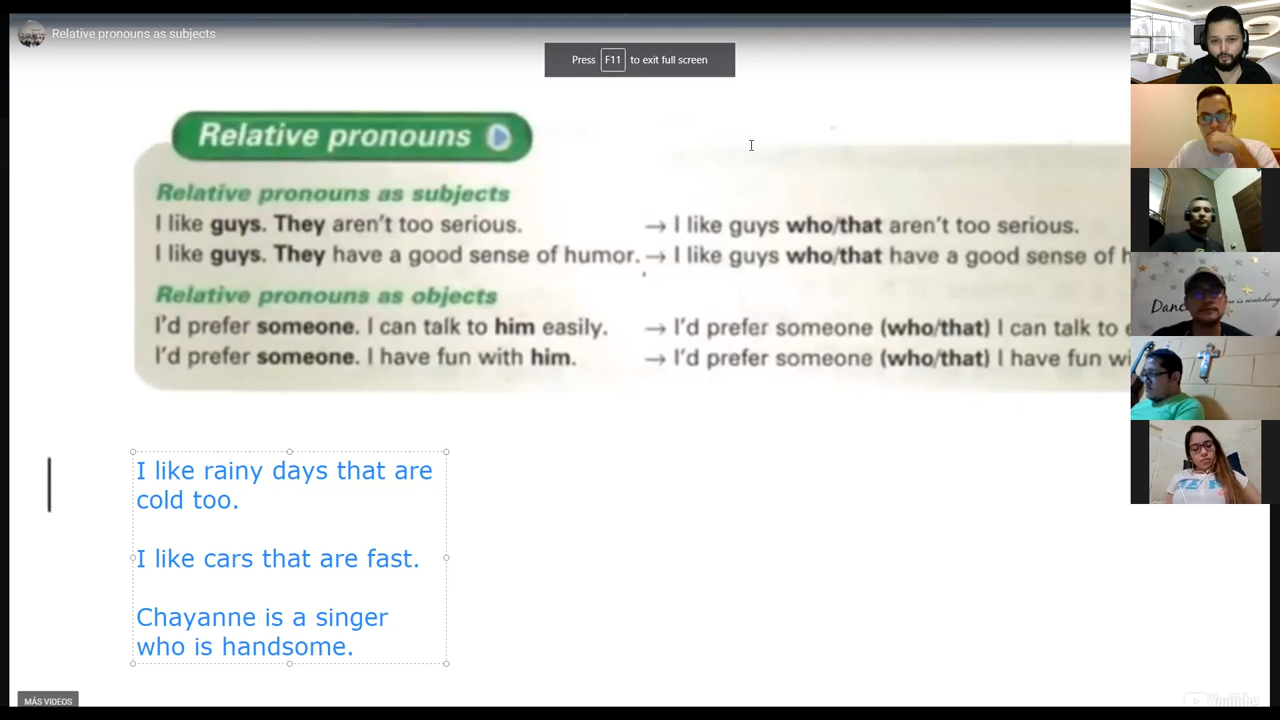 Relative pronouns as subjects
Press F11 to exit full screen
Relative pronouns
Relative pronouns as subjects
I like guys. They aren't too serious. → I like guys who/that aren't too serious.
I like guys. They have a good sense of humor. → I like guys who/that have a good sense of
Relative pronouns as objects
I'd prefer someone. I can talk to him easily. → I'd prefer someone (who/that) I can talk to
I'd prefer someone. I have fun with him. → I'd prefer someone (who/that) I have fun
I like rainy days that are
cold too.
I like cars that are fast.
Chayanne is a singer
who is handsome.
MÁS VIDEOS
YouTube